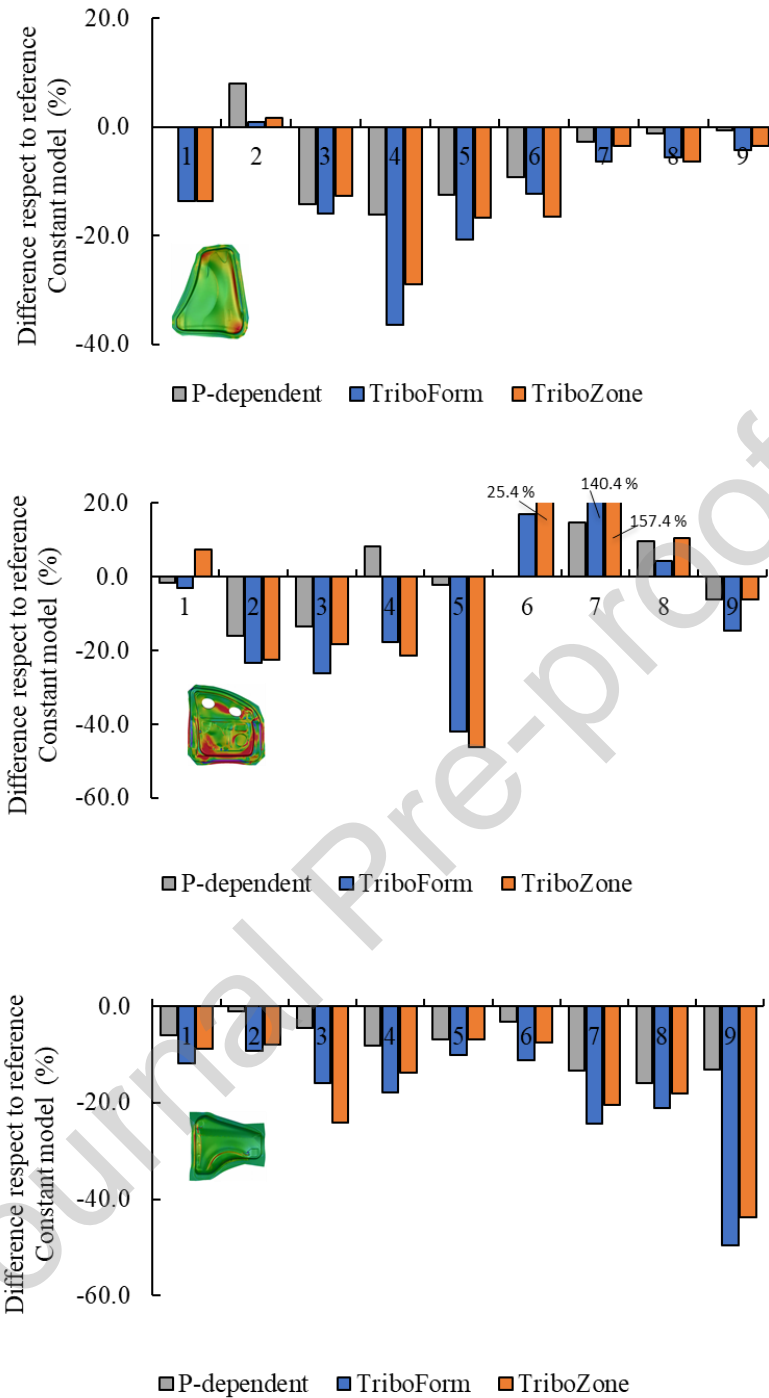 Difference respect to reference
Constant model (%)
20.0
0.0
-20.0
-40.0
1 2 3 4 5 6 7 8 9
P-dependent TriboForm TriboZone
Difference respect to reference
Constant model (%)
20.0
0.0
-20.0
-40.0
-60.0
25.4 % 140.4 %
157.4 %
1 2 3 4 5 6 7 8 9
P-dependent TriboForm TriboZone
Difference respect to reference
Constant model (%)
0.0
-20.0
-40.0
-60.0
1 2 3 4 5 6 7 8 9
P-dependent TriboForm TriboZone
ournal Pre-proof